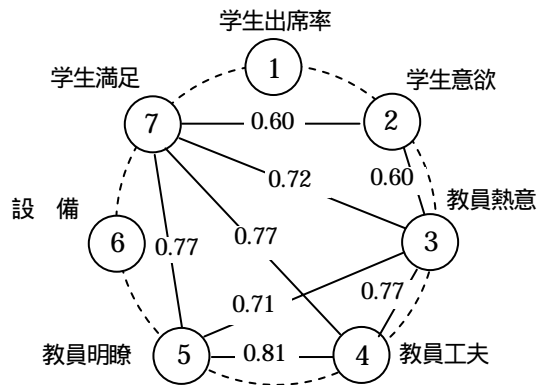 学生出席率
1
学生満足
学生意欲
7
0.60
2
0.72
0.60
設　備
教員熱意
6
0.77
0.77
3
0.71
0.77
教員明瞭
5
0.81
4
教員工夫